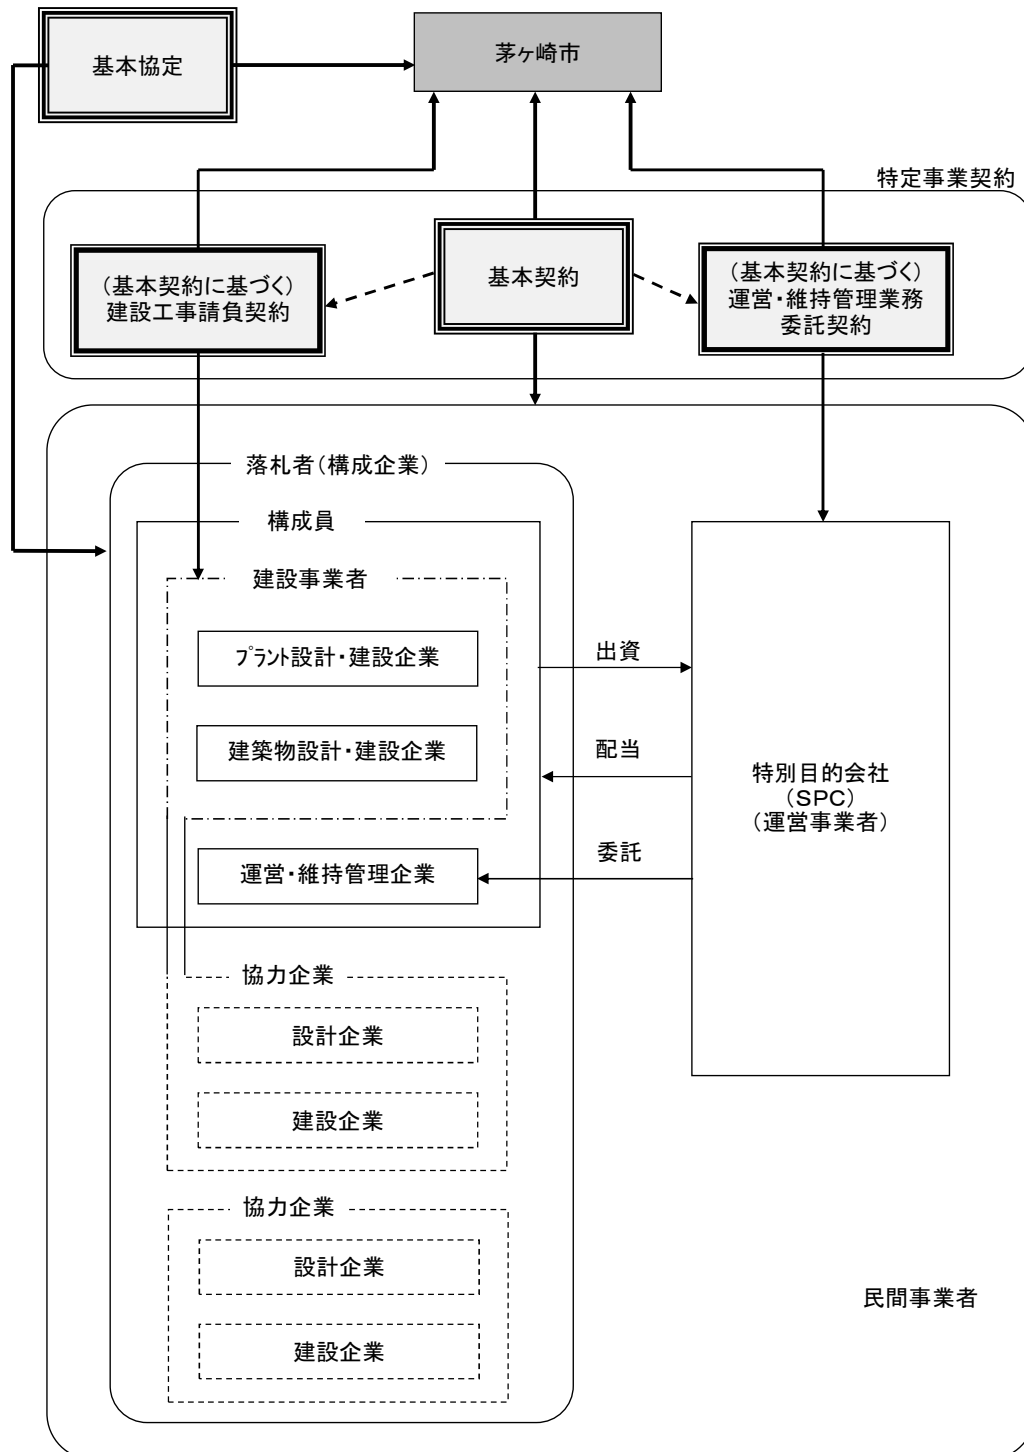 基本協定
茅ヶ崎市
特定事業契約
(基本契約に基づく)
建設工事請負契約
基本契約
(基本契約に基づく)
運営・維持管理業務
委託契約
落札者(構成企業)
構成員
建設事業者
プラント設計・建設企業
建築物設計・建設企業
運営・維持管理企業
出資
配当
委託
特別目的会社
(SPC)
(運営事業者)
協力企業
設計企業
建設企業
協力企業
設計企業
建設企業
民間事業者